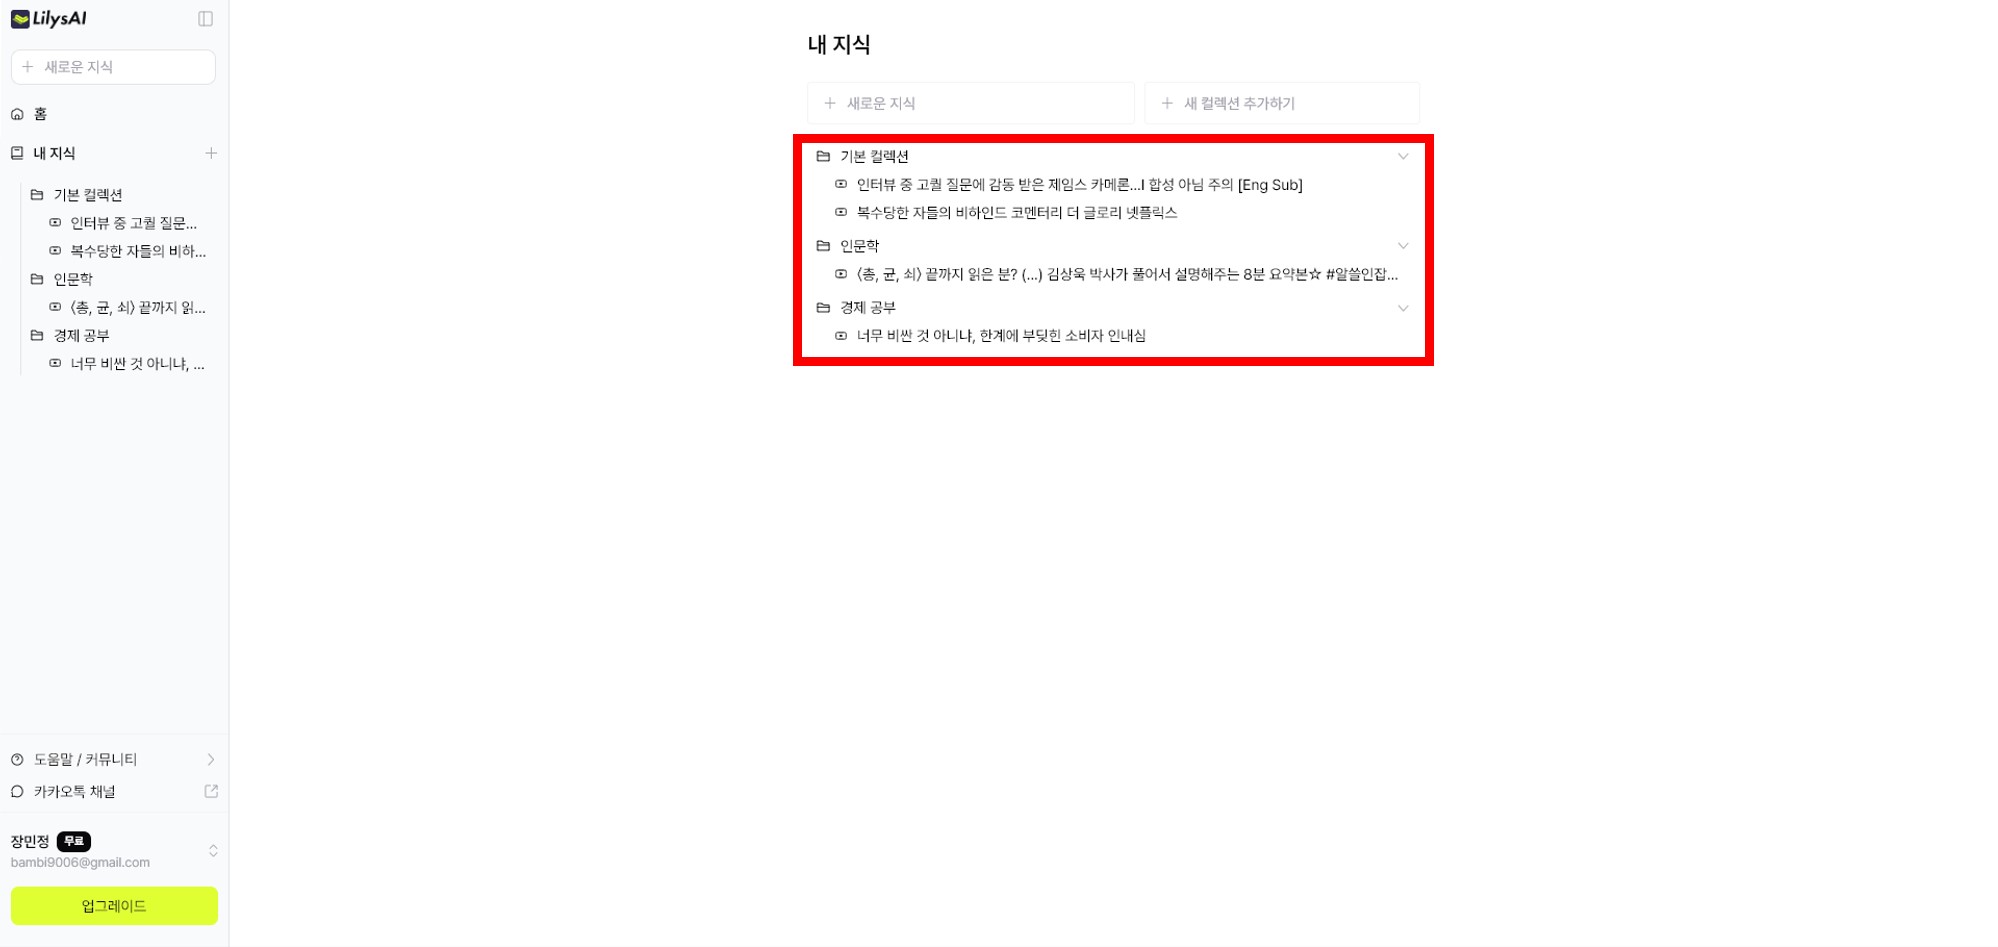 LilysAI
새로운 지식
홈
내 지식
기본 컬렉션
인터뷰 중 고퀄 질문...
복수당한 자들의 비하...
인문학
〈총, 균, 쇠〉 끝까지 읽...
경제 공부
너무 비싼 것 아니냐, ...
도움말 / 커뮤니티
카카오톡 채널
장민정 무료
bambi9006@gmail.com
업그레이드
내 지식
새로운 지식
새 컬렉션 추가하기
기본 컬렉션
인터뷰 중 고퀄 질문에 감동 받은 제임스 카메론...I 합성 아님 주의 [Eng Sub]
복수당한 자들의 비하인드 코멘터리 더 글로리 넷플릭스
인문학
〈총, 균, 쇠〉 끝까지 읽은 분? (...) 김상욱 박사가 풀어서 설명해주는 8분 요약본☆ #알쓸인잡...
경제 공부
너무 비싼 것 아니냐, 한계에 부딪힌 소비자 인내심